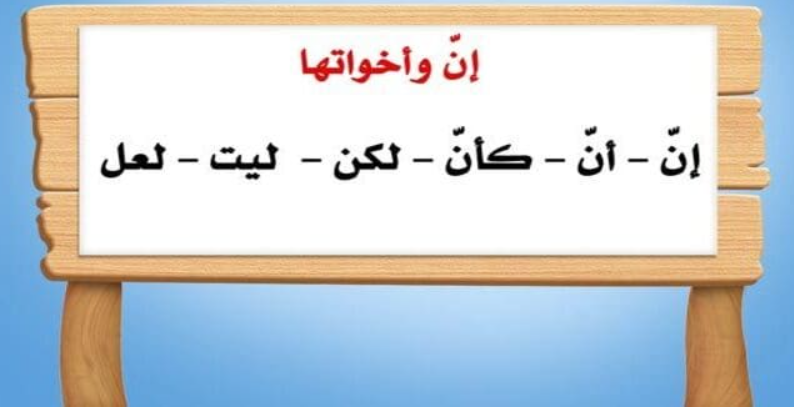 إنّ وأخواتها
إنّ – أنّ – كأنّ – لكن – ليت – لعل